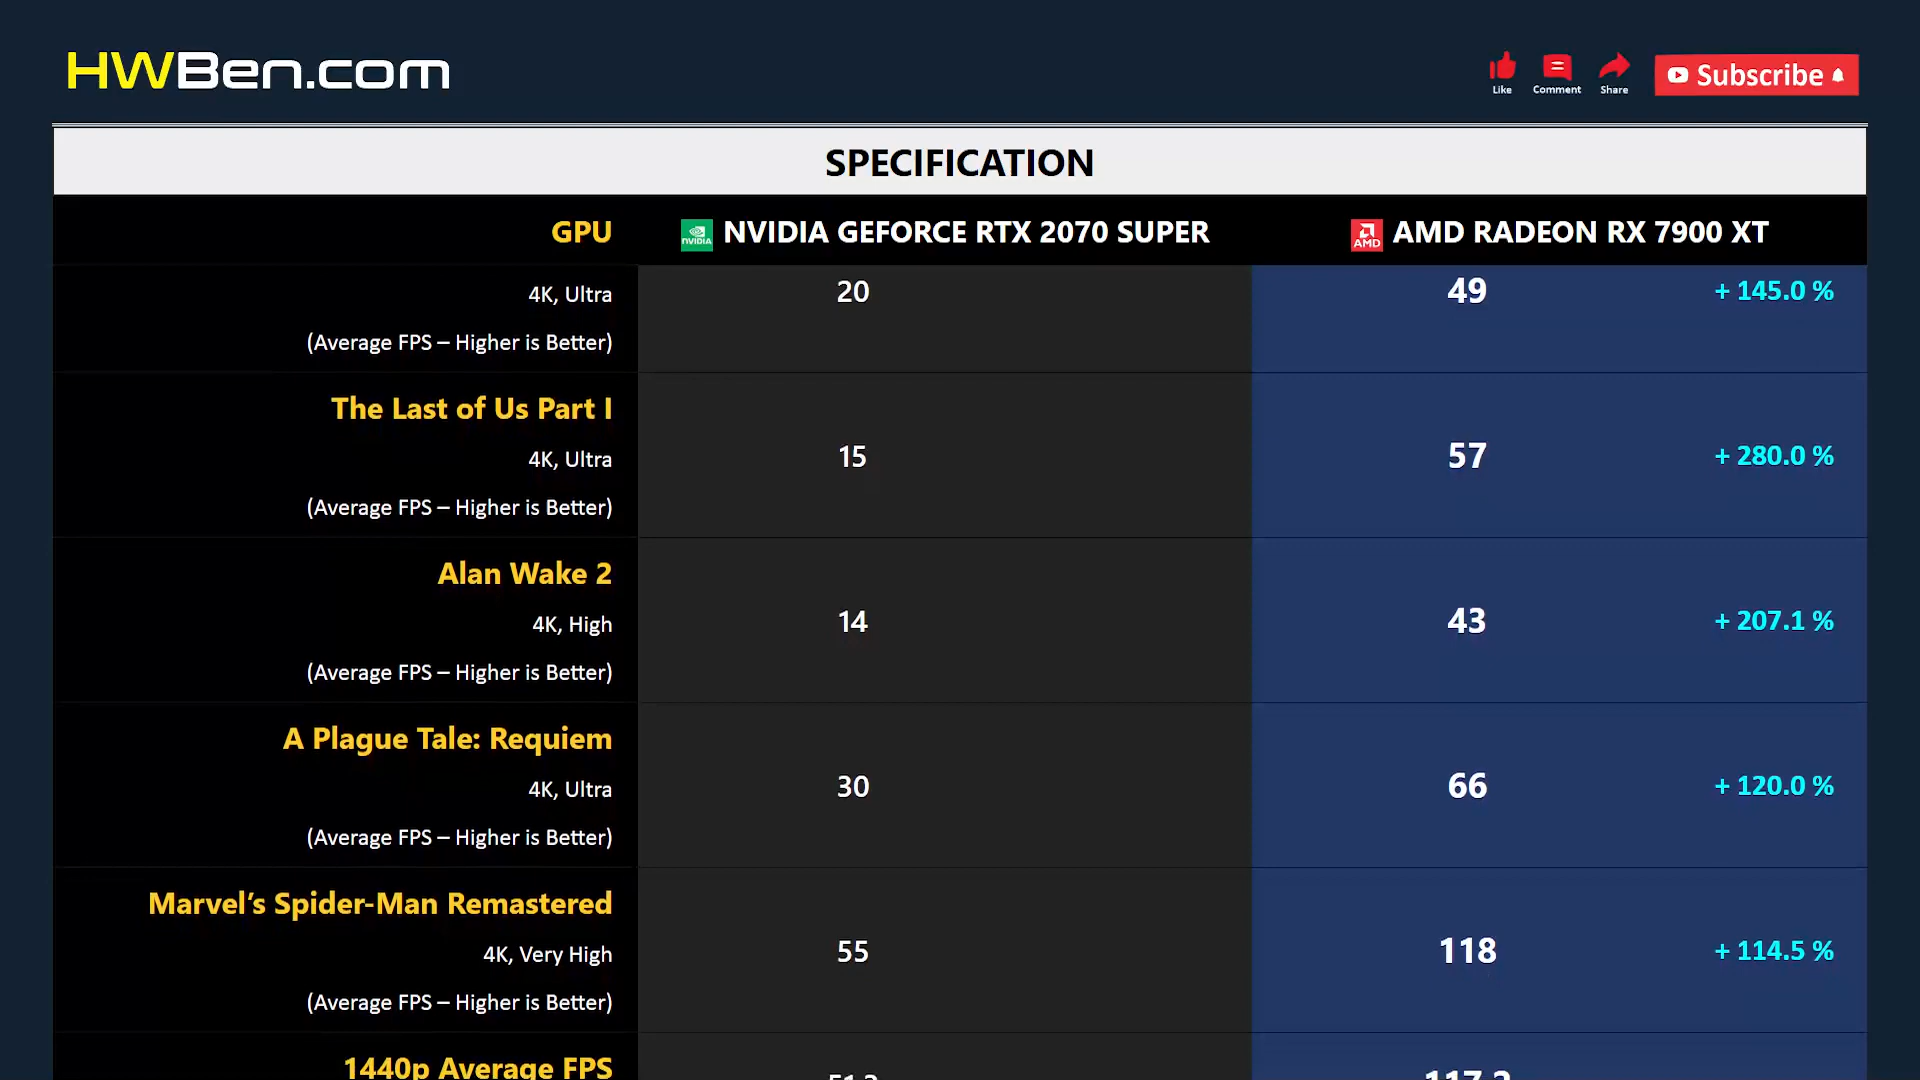 HWBen.com
Like Comment Share Subscribe
SPECIFICATION
GPU NVIDIA NVIDIA GEFORCE RTX 2070 SUPER AMD AMD RADEON RX 7900 XT
4K, Ultra 20 49 + 145.0 %
(Average FPS – Higher is Better)
The Last of Us Part I
4K, Ultra 15 57 + 280.0 %
(Average FPS – Higher is Better)
Alan Wake 2
4K, High 14 43 + 207.1 %
(Average FPS – Higher is Better)
A Plague Tale: Requiem
4K, Ultra 30 66 + 120.0 %
(Average FPS – Higher is Better)
Marvel’s Spider-Man Remastered
4K, Very High 55 118 + 114.5 %
(Average FPS – Higher is Better)
1440p Average FPS